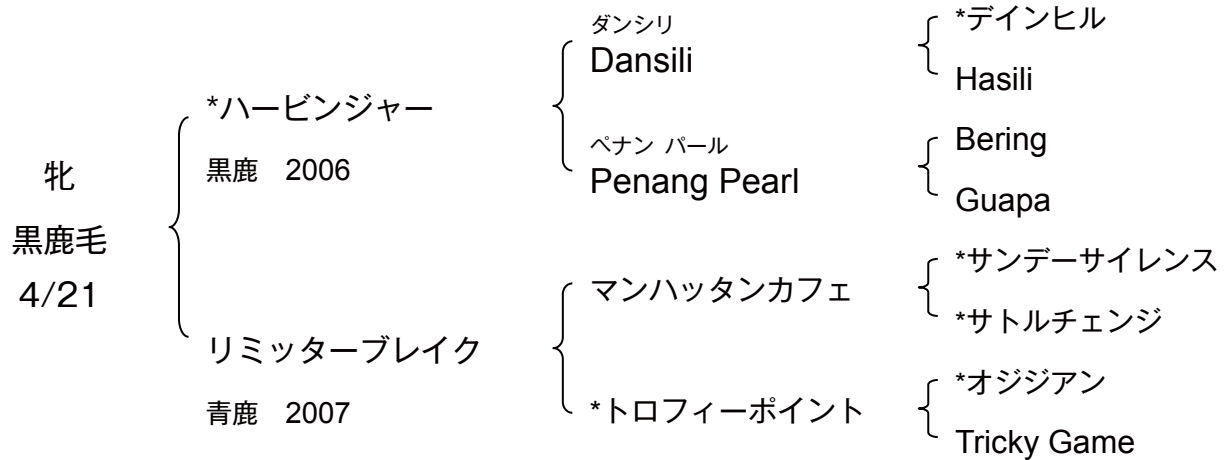 牝
黒鹿毛
4/21
*ハービンジャー
黒鹿 2006
リミッターブレイク
青鹿 2007
ダンシリ
Dansili
ペナン パール
Penang Pearl
マンハッタンカフェ
*トロフィーポイント
*デインヒル
Hasili
Bering
Guapa
*サンデーサイレンス
*サトルチェンジ
*オジジアン
Tricky Game